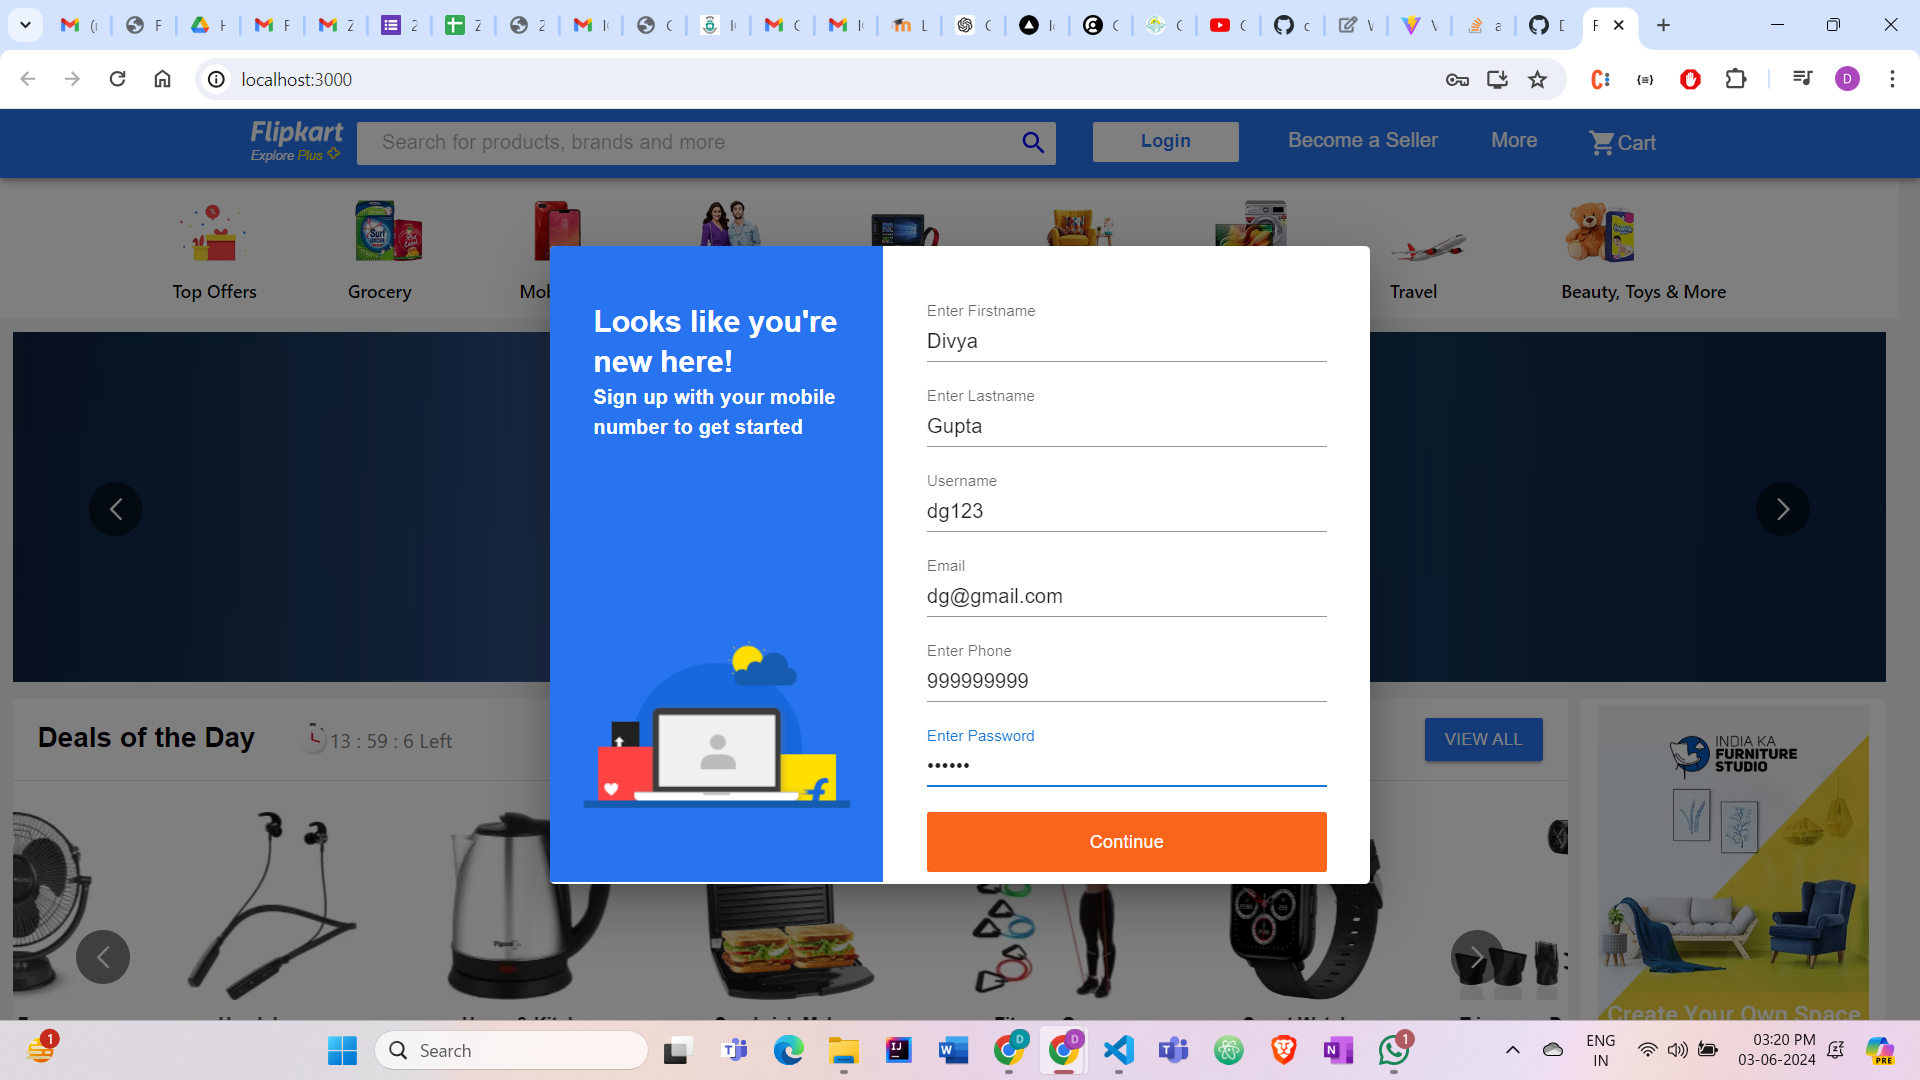 localhost:3000
D
Flipkart
Explore Plus
Search for products, brands and more
Login
Become a Seller
More
Cart
Top Offers
Grocery
Mob
Travel
Beauty, Toys & More
Looks like you're
new here!
Sign up with your mobile
number to get started
Enter Firstname
Divya
Enter Lastname
Gupta
Username
dg123
Email
dg@gmail.com
Enter Phone
999999999
Enter Password
••••••
Continue
Deals of the Day
13 : 59 : 6 Left
VIEW ALL
INDIA KA
FURNITURE
STUDIO
Create Your Own Space
1
Search
D
D
1
ENG
IN
03:20 PM
03-06-2024
PRE